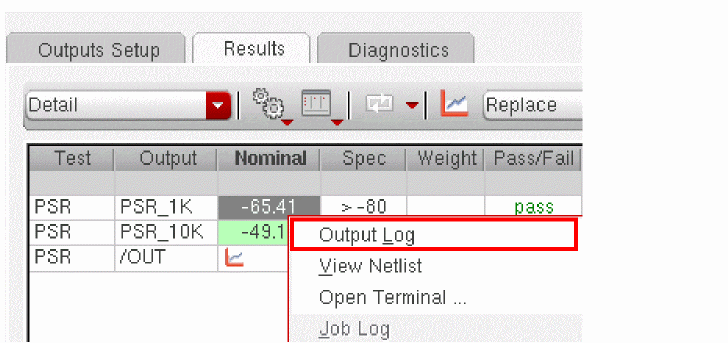 Outputs Setup Results Diagnostics
Detail Replace
Test Output Nominal Spec Weight Pass/Fail
PSR PSR_1K -65.41 > -80 pass
PSR PSR_10K -49.1
PSR /OUT
Output Log
View Netlist
Open Terminal ...
Job Log